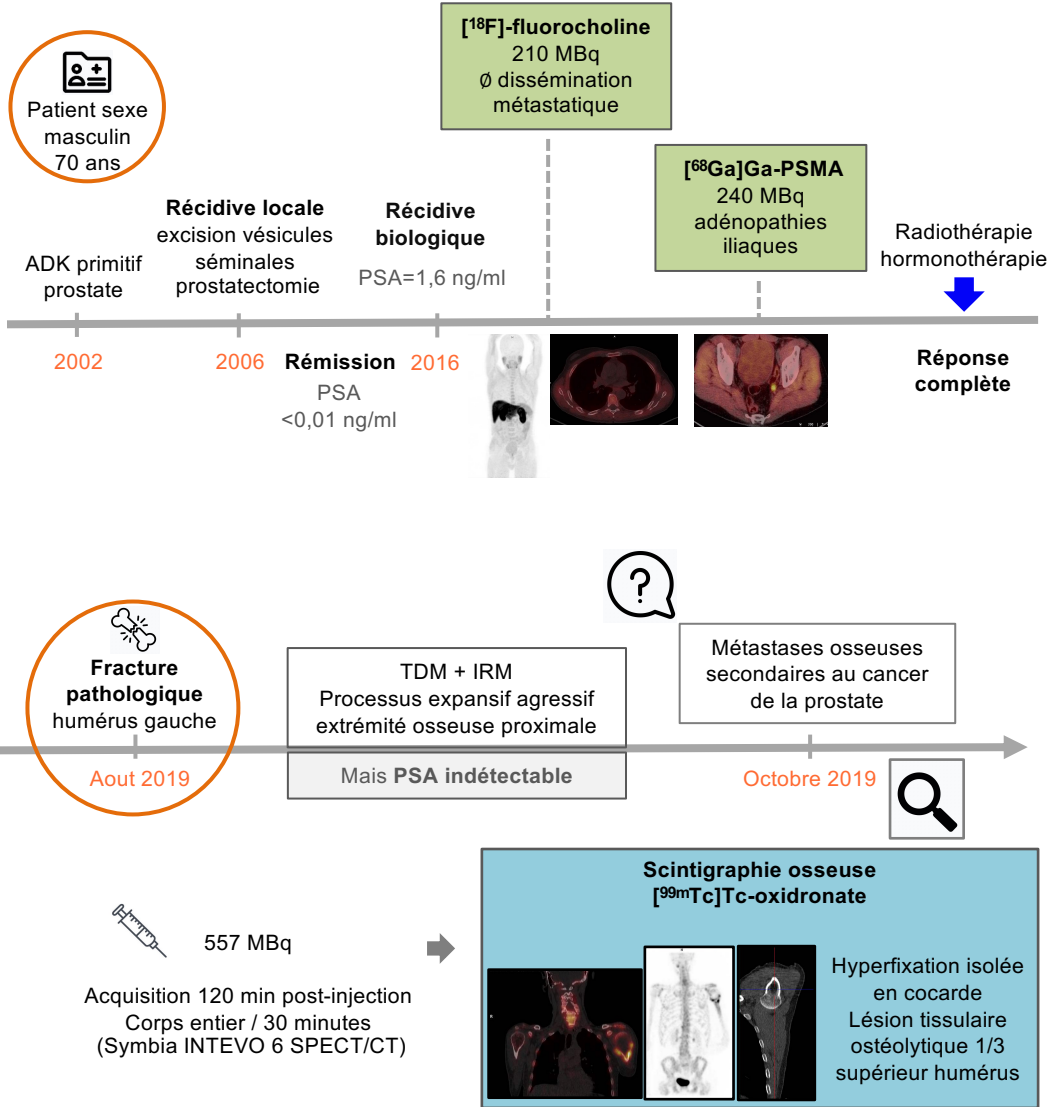 [18F]-fluorocholine
210 MBq
Ø dissémination
métastatique
Patient sexe
masculin
70 ans
[68Ga]Ga-PSMA
240 MBq
adénopathies
iliaques
ADK primitif
prostate
Récidive locale
excision vésicules
séminales
prostatectomie
Récidive
biologique
PSA=1,6 ng/ml
Radiothérapie
hormonothérapie
2002
2006
Rémission
PSA
<0,01 ng/ml
2016
Réponse
complète
Fracture
pathologique
humérus gauche
Aout 2019
TDM + IRM
Processus expansif agressif
extrémité osseuse proximale
Mais PSA indétectable
?
Métastases osseuses
secondaires au cancer
de la prostate
Octobre 2019
557 MBq
Acquisition 120 min post-injection
Corps entier / 30 minutes
(Symbia INTEVO 6 SPECT/CT)
Scintigraphie osseuse
[99mTc]Tc-oxidronate
Hyperfixation isolée
en cocarde
Lésion tissulaire
ostéolytique 1/3
supérieur humérus